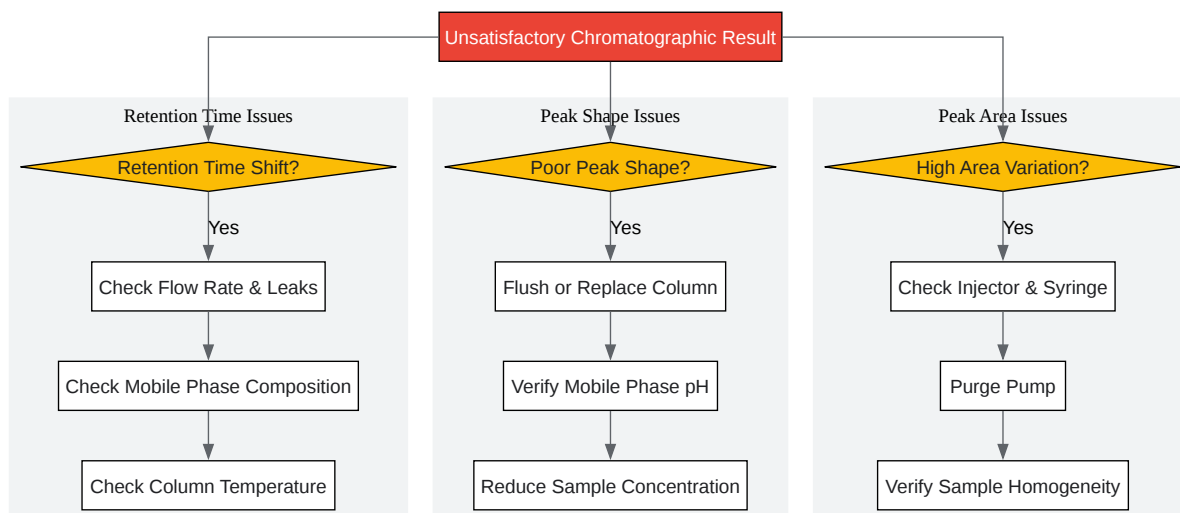 Unsatisfactory Chromatographic Result
Retention Time Issues
Peak Shape Issues
Peak Area Issues
Retention Time Shift?
Poor Peak Shape?
High Area Variation?
Yes
Yes
Yes
Check Flow Rate & Leaks
Flush or Replace Column
Check Injector & Syringe
Check Mobile Phase Composition
Verify Mobile Phase pH
Purge Pump
Check Column Temperature
Reduce Sample Concentration
Verify Sample Homogeneity